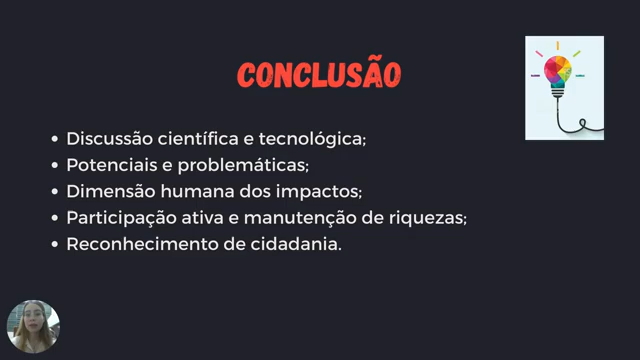 CONCLUSÃO
Discussão científica e tecnológica;
Potenciais e problemáticas;
Dimensão humana dos impactos;
Participação ativa e manutenção de riquezas;
Reconhecimento de cidadania.